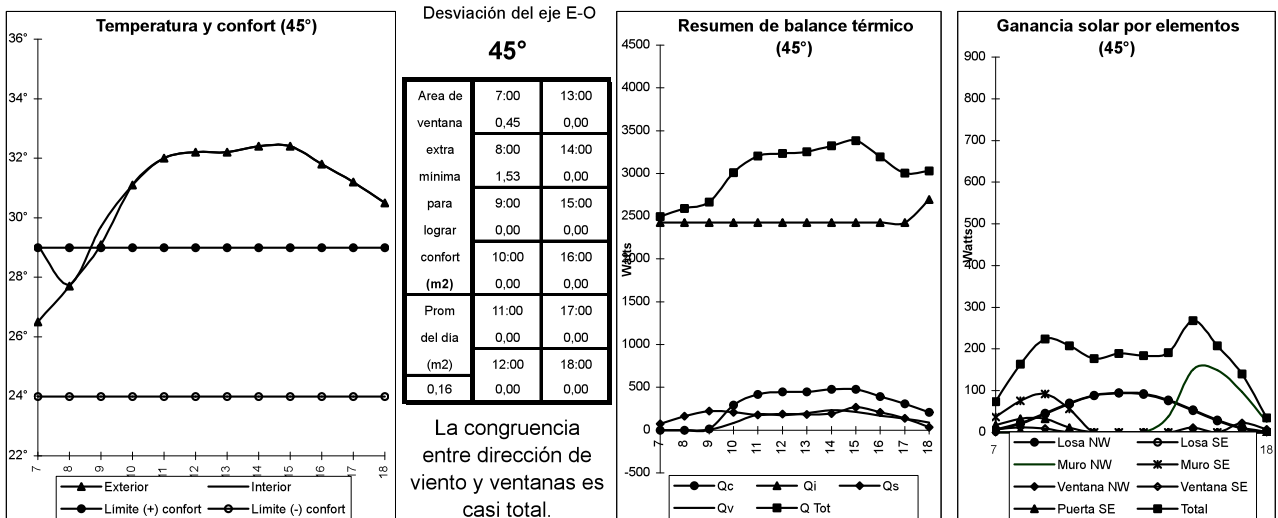 Temperatura y confort (45°)
36°
34°
32°
30°
28°
26°
24°
22°
7 8 9 10 11 12 13 14 15 16 17 18
Exterior Interior
Limite (+) confort Limite (-) confort
Desviación del eje E-O
45°
Area de 7:00 13:00
ventana 0,45 0,00
extra 8:00 14:00
minima 1,53 0,00
para 9:00 15:00
lograr 0,00 0,00
confort 10:00 16:00
(m2) 0,00 0,00
Prom 11:00 17:00
del día 0,00 0,00
(m2) 12:00 18:00
0,16 0,00 0,00
La congruencia
entre dirección de
viento y ventanas es
casi total.
Resumen de balance térmico
(45°)
4500
4000
3500
3000
2500
2000
1500
1000
500
0
-500
Watts
7 8 9 10 11 12 13 14 15 16 17 18
Qc Qi Qs
Qv Q Tot
Ganancia solar por elementos
(45°)
900
800
700
600
500
400
300
200
100
0
Watts
7 18
Losa NW Losa SE
Muro NW Muro SE
Ventana NW Ventana SE
Puerta SE Total